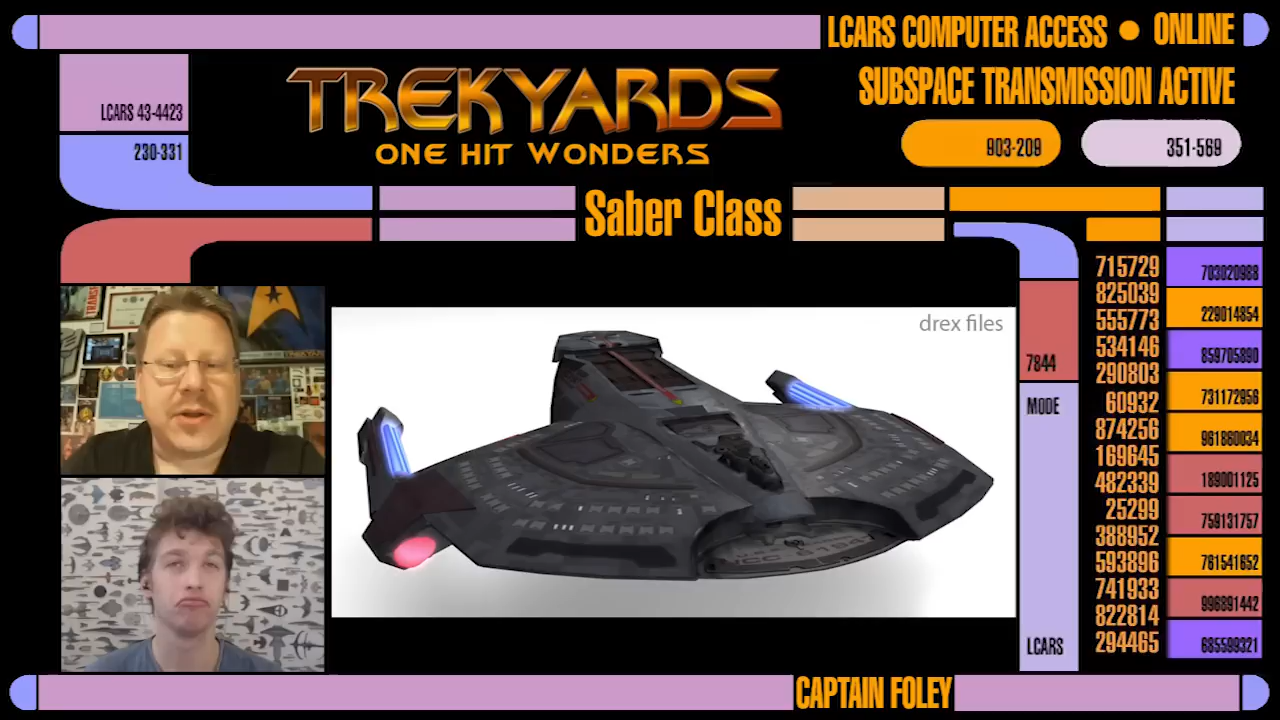 LCARS COMPUTER ACCESS • ONLINE
TREKYARDS
ONE HIT WONDERS
SUBSPACE TRANSMISSION ACTIVE
LCARS 43-4423
230-331
903-209
351-569
Saber Class
drex files
7844
MODE
LCARS
715729
825039
555773
534146
290803
60932
874256
169645
482339
25299
388952
593896
741933
822814
294465
703020988
229014854
859705890
731172956
961860034
189001125
759131757
761541652
996891442
685599321
CAPTAIN FOLEY